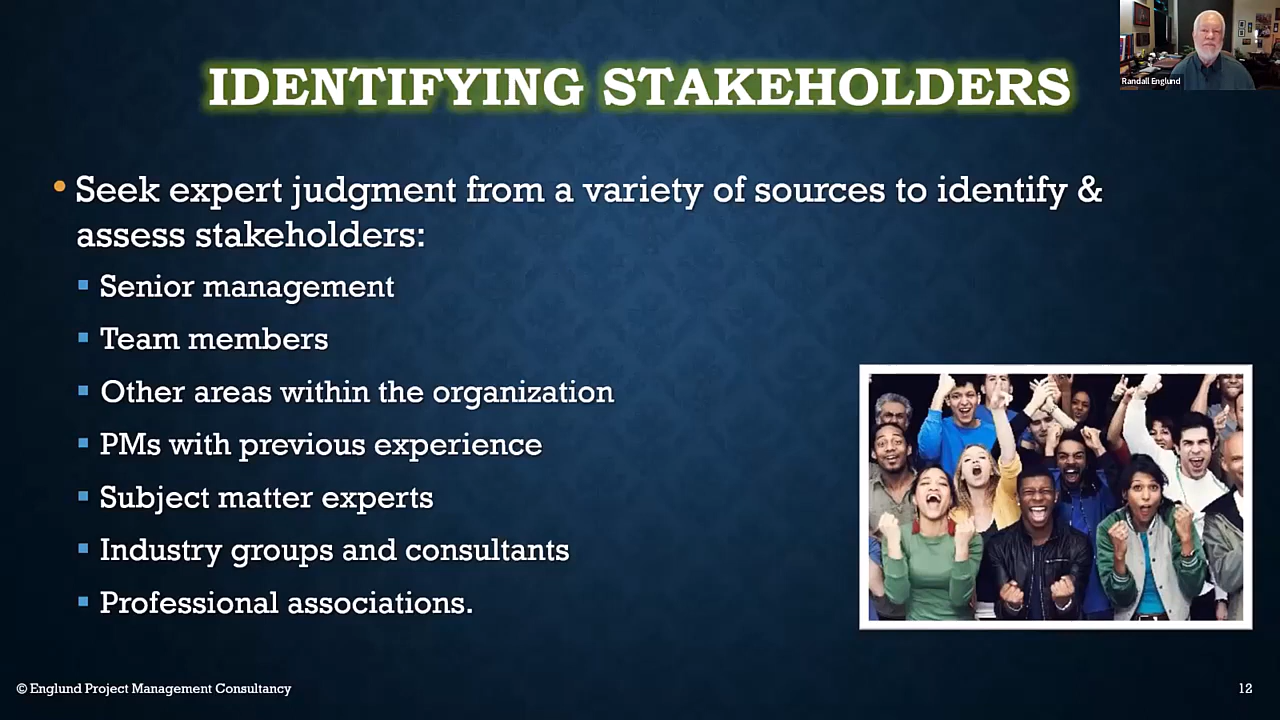 Randall Englund
IDENTIFYING STAKEHOLDERS
• Seek expert judgment from a variety of sources to identify &
assess stakeholders:
▪ Senior management
▪ Team members
▪ Other areas within the organization
▪ PMs with previous experience
▪ Subject matter experts
▪ Industry groups and consultants
▪ Professional associations.
© Englund Project Management Consultancy
12